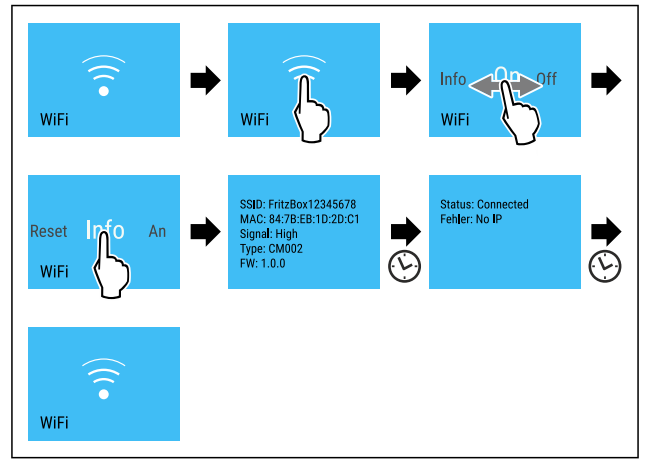 WiFi
WiFi
Info On Off
WiFi
Reset Info An
WiFi
SSID: FritzBox12345678
MAC: 84:7B:EB:1D:2D:C1
Signal: High
Type: CM002
FW: 1.0.0
Status: Connected
Fehler: No IP
WiFi